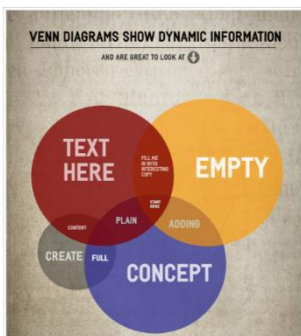 VENN DIAGRAMS SHOW DYNAMIC INFORMATION
AND ARE GREAT TO LOOK AT
TEXT
HERE
FILL ME
IN WITH
INTERESTING
COPY
EMPTY
START
HERE
PLAIN
ADDING
CONTENT
CREATE
FULL
CONCEPT